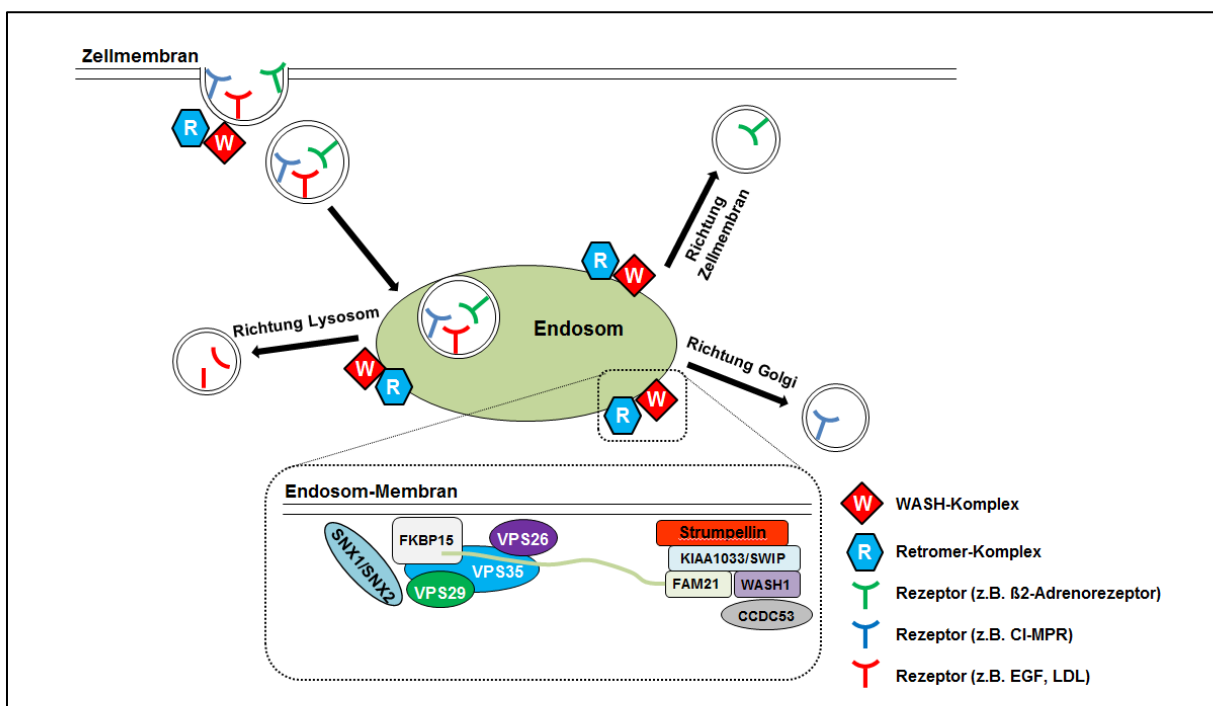 Zellmembran
R
W
Richtung
Zellmembran
R
W
Endosom
Richtung Lysosom
W
R
Richtung Golgi
W
R
Endosom-Membran
SNX1/SNX2
FKBP15
VPS26
VPS35
VPS29
Strumpellin
KIAA1033/SWIP
FAM21
WASH1
CCDC53
W
WASH-Komplex
R
Retromer-Komplex
Rezeptor (z.B. ß2-Adrenorezeptor)
Rezeptor (z.B. CI-MPR)
Rezeptor (z.B. EGF, LDL)